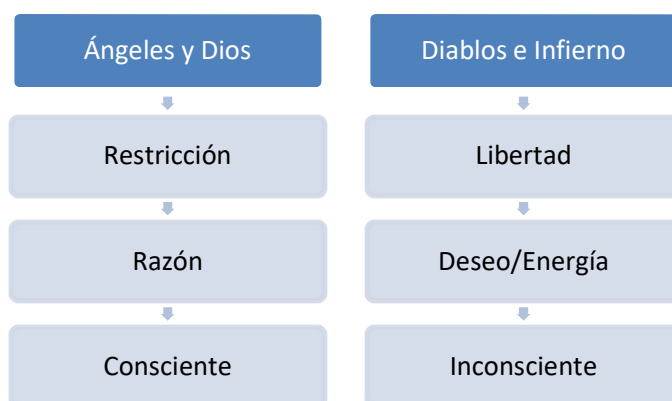 Ángeles y Dios
Restricción
Razón
Consciente
Diablos e Infierno
Libertad
Deseo/Energía
Inconsciente